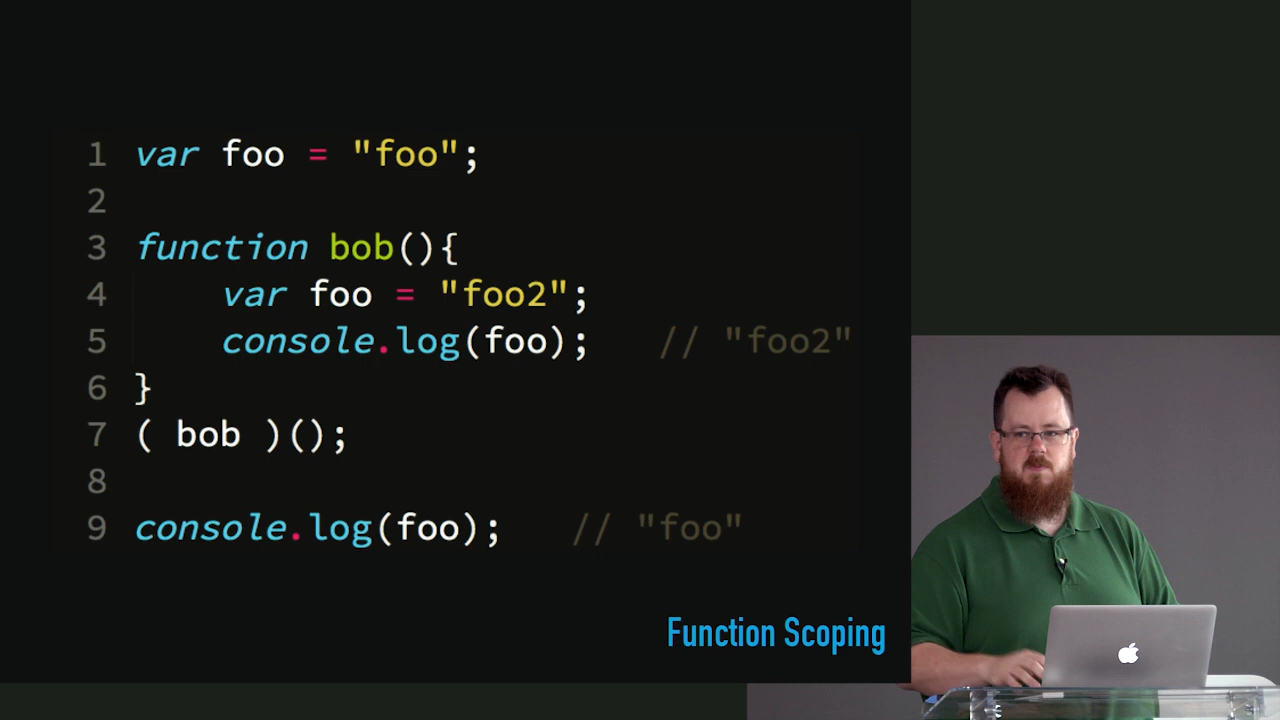 1 var foo = "foo";
2
3 function bob(){
4     var foo = "foo2";
5     console.log(foo);   // "foo2"
6 }
7 ( bob )();
8
9 console.log(foo);   // "foo"
Function Scoping